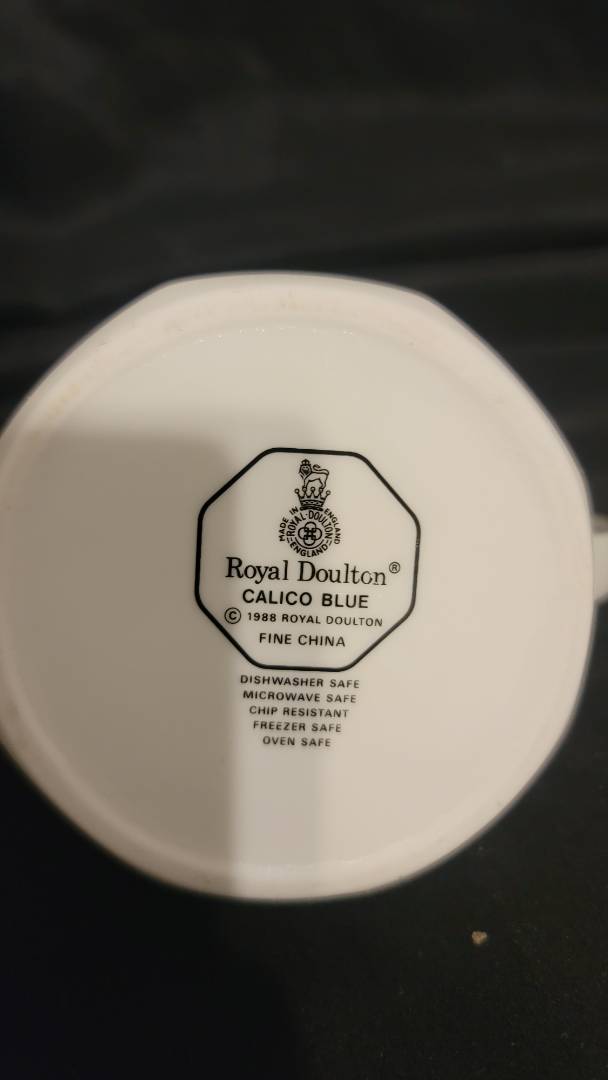 MADE IN ENGLAND
ROYAL·DOULTON
ENGLAND
Royal Doulton®
CALICO BLUE
© 1988 ROYAL DOULTON
FINE CHINA
DISHWASHER SAFE
MICROWAVE SAFE
CHIP RESISTANT
FREEZER SAFE
OVEN SAFE